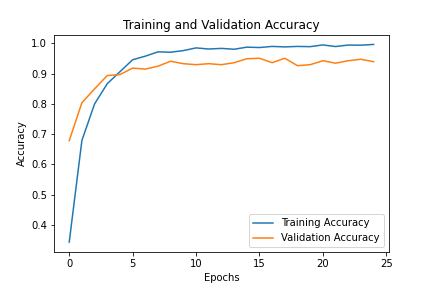 Training and Validation Accuracy
1.0
0.9
0.8
0.7
0.6
0.5
0.4
Accuracy
0
5
10
15
20
25
Epochs
Training Accuracy
Validation Accuracy